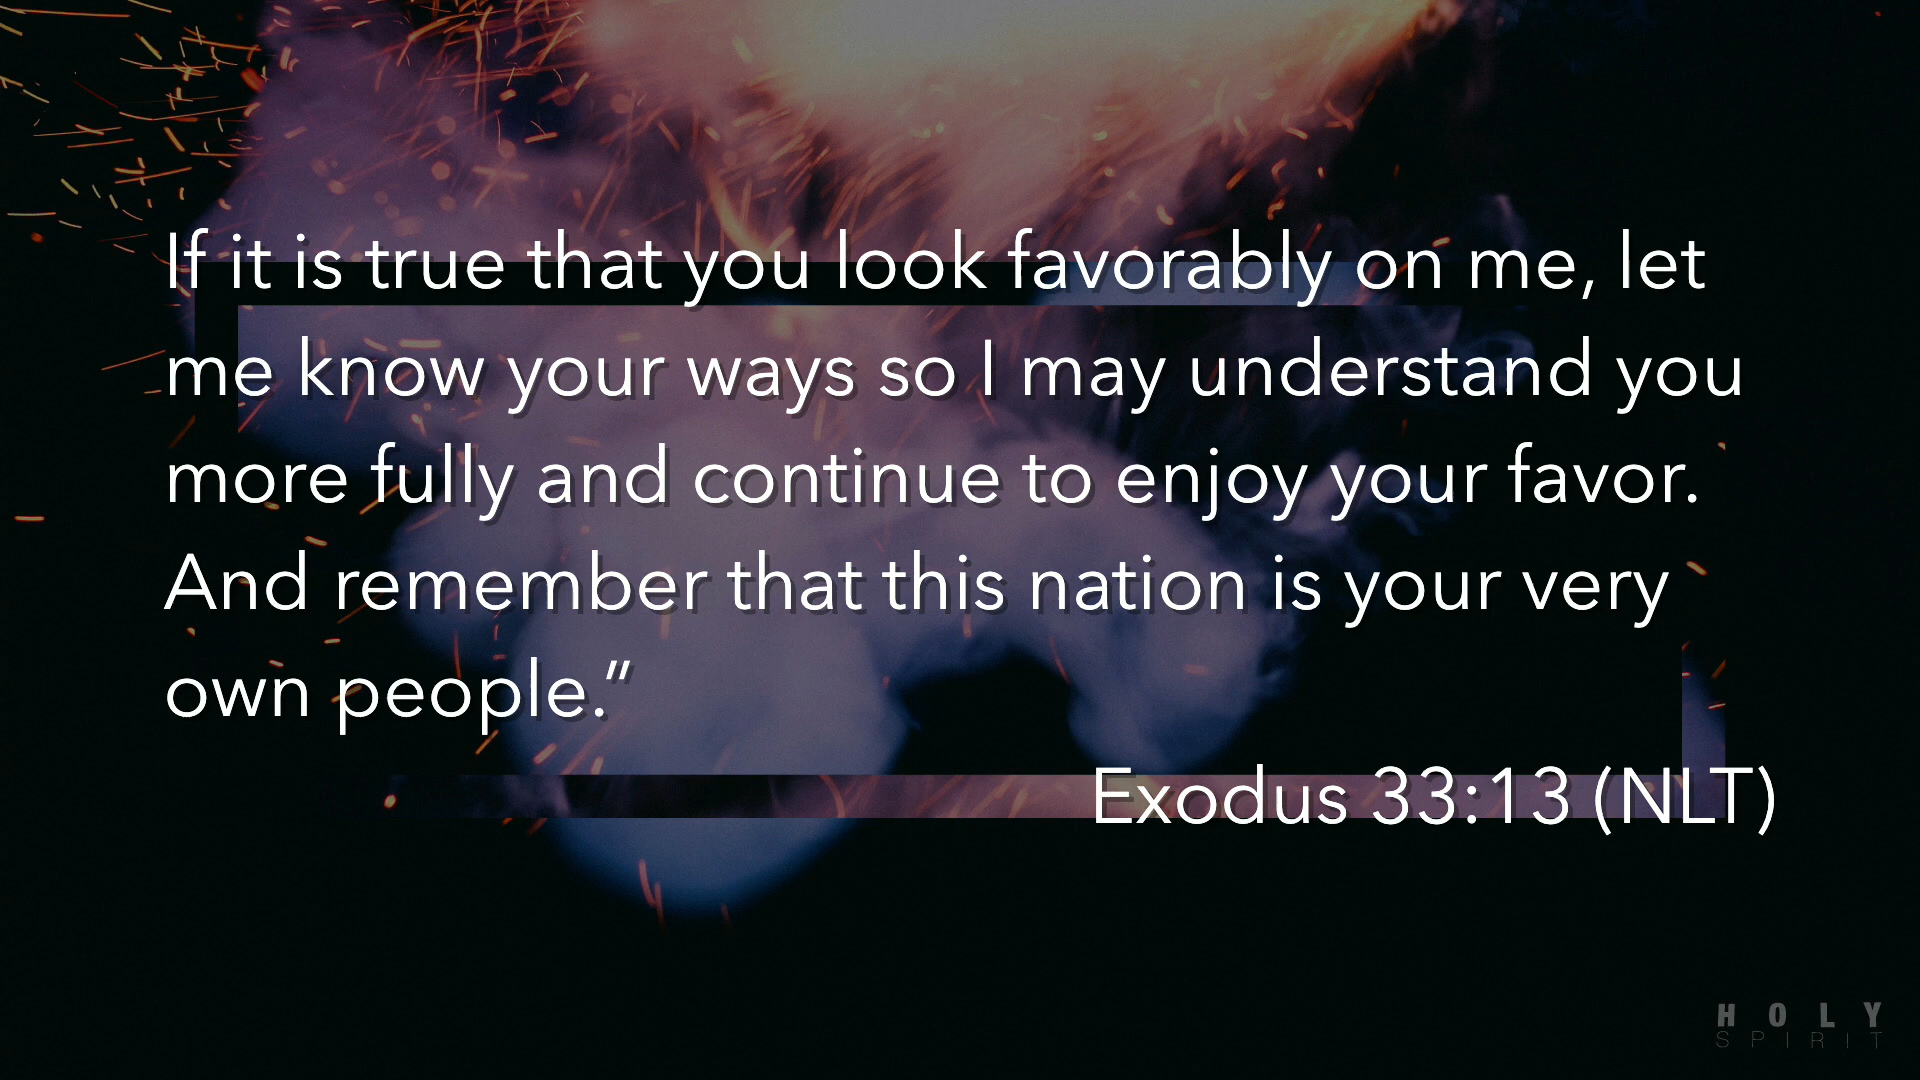 If it is true that you look favorably on me, let
me know your ways so I may understand you
more fully and continue to enjoy your favor.
And remember that this nation is your very
own people.”
Exodus 33:13 (NLT)
HOLY
SPIRIT